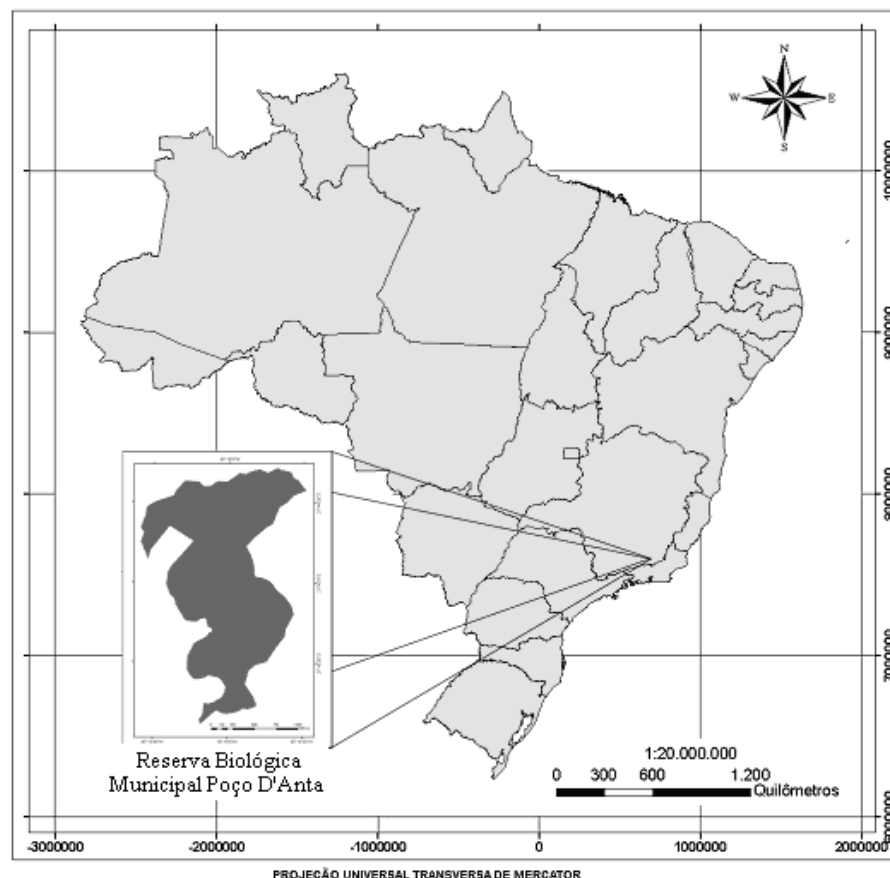 N
W E
S
10000000
9000000
8000000
7000000
Reserva Biológica
Municipal Poço D'Anta
1:20.000.000
0 300 600 1.200
Quilômetros
-3000000 -2000000 -1000000 0 1000000 2000000
PROJEÇÃO UNIVERSAL TRANSVERSA DE MERCATOR